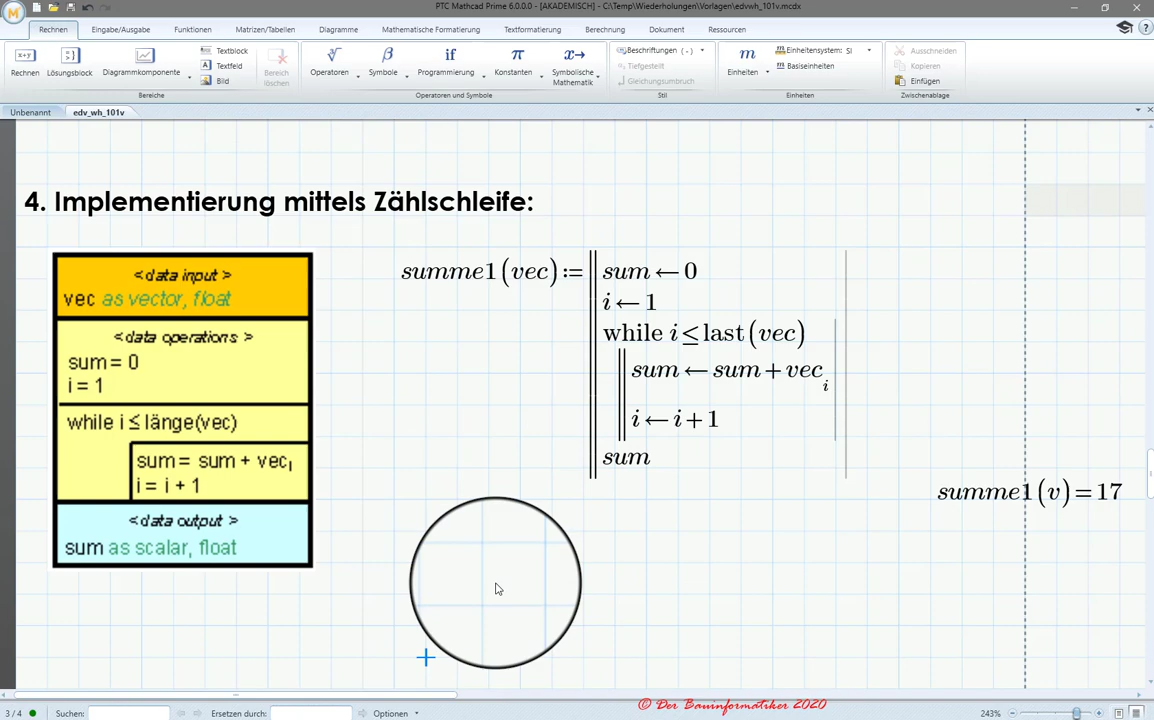 PTC Mathcad Prime 6.0.0.0 - [AKADEMISCH] - C:\Temp\Wiederholungen\Vorlagen\edvwh_101v.mcdx
Rechnen Eingabe/Ausgabe Funktionen Matrizen/Tabellen Diagramme Mathematische Formatierung Textformatierung Berechnung Dokument Ressourcen
Rechnen Lösungsblock Diagrammkomponente Textblock Textfeld Bild Bereich löschen
Bereiche
Operatoren Symbole Programmierung if Konstanten π Symbolische Mathematik
Operatoren und Symbole
Beschriftungen ( - )
Tiefgestellt
Gleichungsumbruch
Stil
m Einheiten Einheitensystem: SI
Basiseinheiten
Einheiten
Ausschneiden
Kopieren
Einfügen
Zwischenablage
Unbenannt edv_wh_101v
4. Implementierung mittels Zählschleife:
< data input >
vec as vector, float
< data operations >
sum = 0
i = 1
while i ≤ länge(vec)
sum = sum + vecᵢ
i = i + 1
< data output >
sum as scalar, float
summe1(vec) := sum ← 0
i ← 1
while i ≤ last(vec)
sum ← sum + vec i
i ← i + 1
sum
summe1(v) = 17
© Der Bauinformatiker 2020
3 / 4 Suchen: Ersetzen durch: Optionen 243%